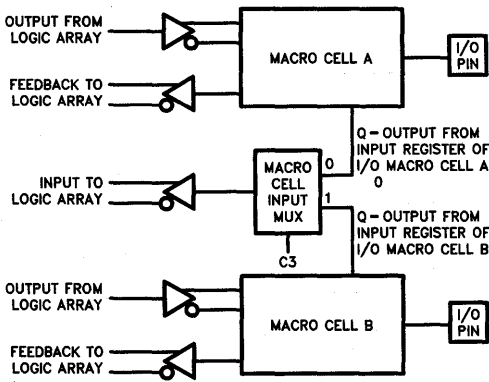 OUTPUT FROM
LOGIC ARRAY
MACRO CELL A
I/O
PIN
FEEDBACK TO
LOGIC ARRAY
Q - OUTPUT FROM
INPUT REGISTER OF
I/O MACRO CELL A
0
0
MACRO
CELL
INPUT
MUX
INPUT TO
LOGIC ARRAY
1
Q - OUTPUT FROM
INPUT REGISTER OF
I/O MACRO CELL B
C3
OUTPUT FROM
LOGIC ARRAY
MACRO CELL B
I/O
PIN
FEEDBACK TO
LOGIC ARRAY